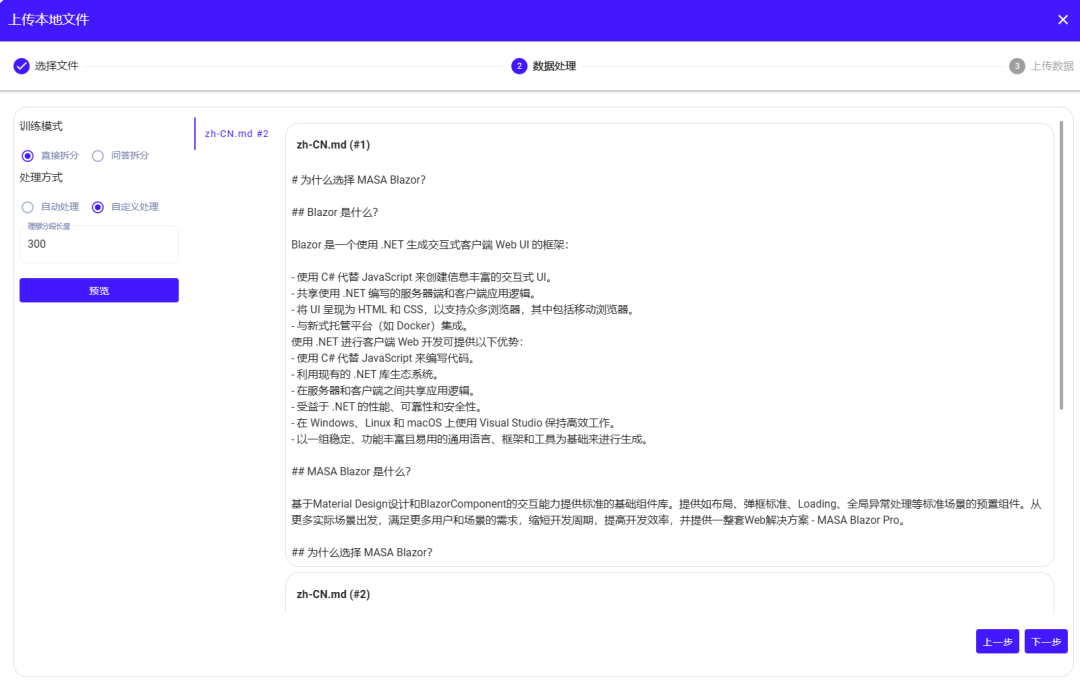 上传本地文件
选择文件
2 数据处理
3 上传数据
训练模式
直接拆分 问答拆分
处理方式
自动处理 自定义处理
理想分段长度
300
预览
zh-CN.md #2
zh-CN.md (#1)
# 为什么选择 MASA Blazor?
## Blazor 是什么?
Blazor 是一个使用 .NET 生成交互式客户端 Web UI 的框架:
- 使用 C# 代替 JavaScript 来创建信息丰富的交互式 UI。
- 共享使用 .NET 编写的服务器端和客户端应用逻辑。
- 将 UI 呈现为 HTML 和 CSS，以支持众多浏览器，其中包括移动浏览器。
- 与新式托管平台（如 Docker）集成。
使用 .NET 进行客户端 Web 开发可提供以下优势：
- 使用 C# 代替 JavaScript 来编写代码。
- 利用现有的 .NET 库生态系统。
- 在服务器和客户端之间共享应用逻辑。
- 受益于 .NET 的性能、可靠性和安全性。
- 在 Windows、Linux 和 macOS 上使用 Visual Studio 保持高效工作。
- 以一组稳定、功能丰富且易用的通用语言、框架和工具为基础来进行生成。
## MASA Blazor 是什么?
基于Material Design设计和BlazorComponent的交互能力提供标准的基础组件库。提供如布局、弹框标准、Loading、全局异常处理等标准场景的预置组件。从
更多实际场景出发，满足更多用户和场景的需求，缩短开发周期，提高开发效率，并提供一整套Web解决方案 - MASA Blazor Pro。
## 为什么选择 MASA Blazor?
zh-CN.md (#2)
上一步 下一步